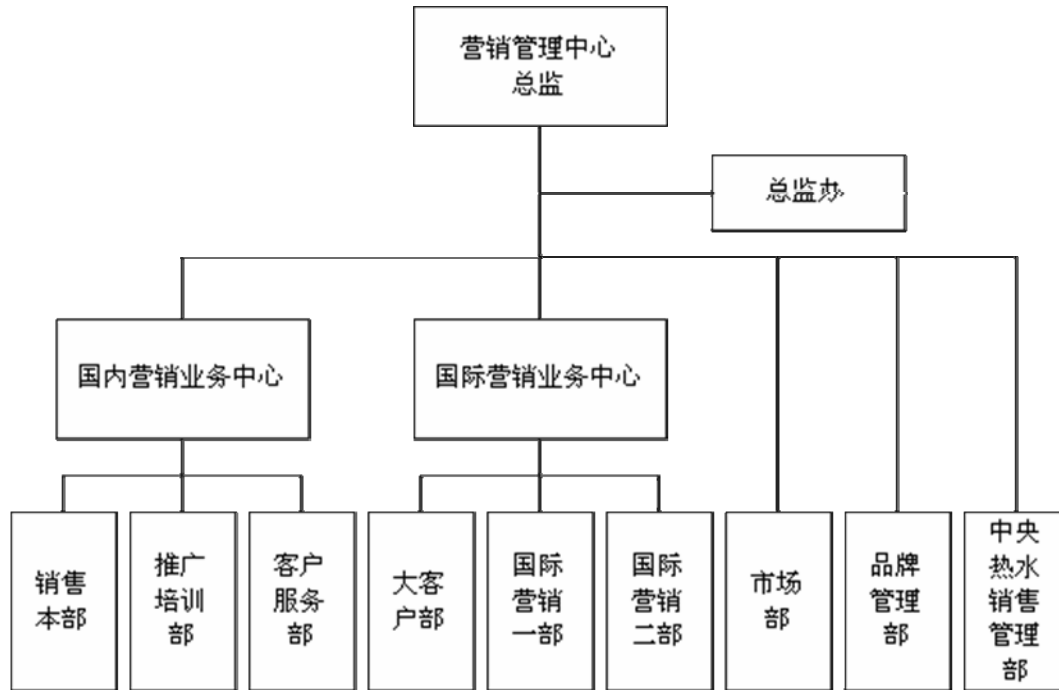 营销管理中心
总监
总监办
国内营销业务中心
国际营销业务中心
销售
本部
推广
培训
部
客户
服务
部
大客
户部
国际
营销
一部
国际
营销
二部
市场
部
品牌
管理
部
中央
热水
销售
管理
部